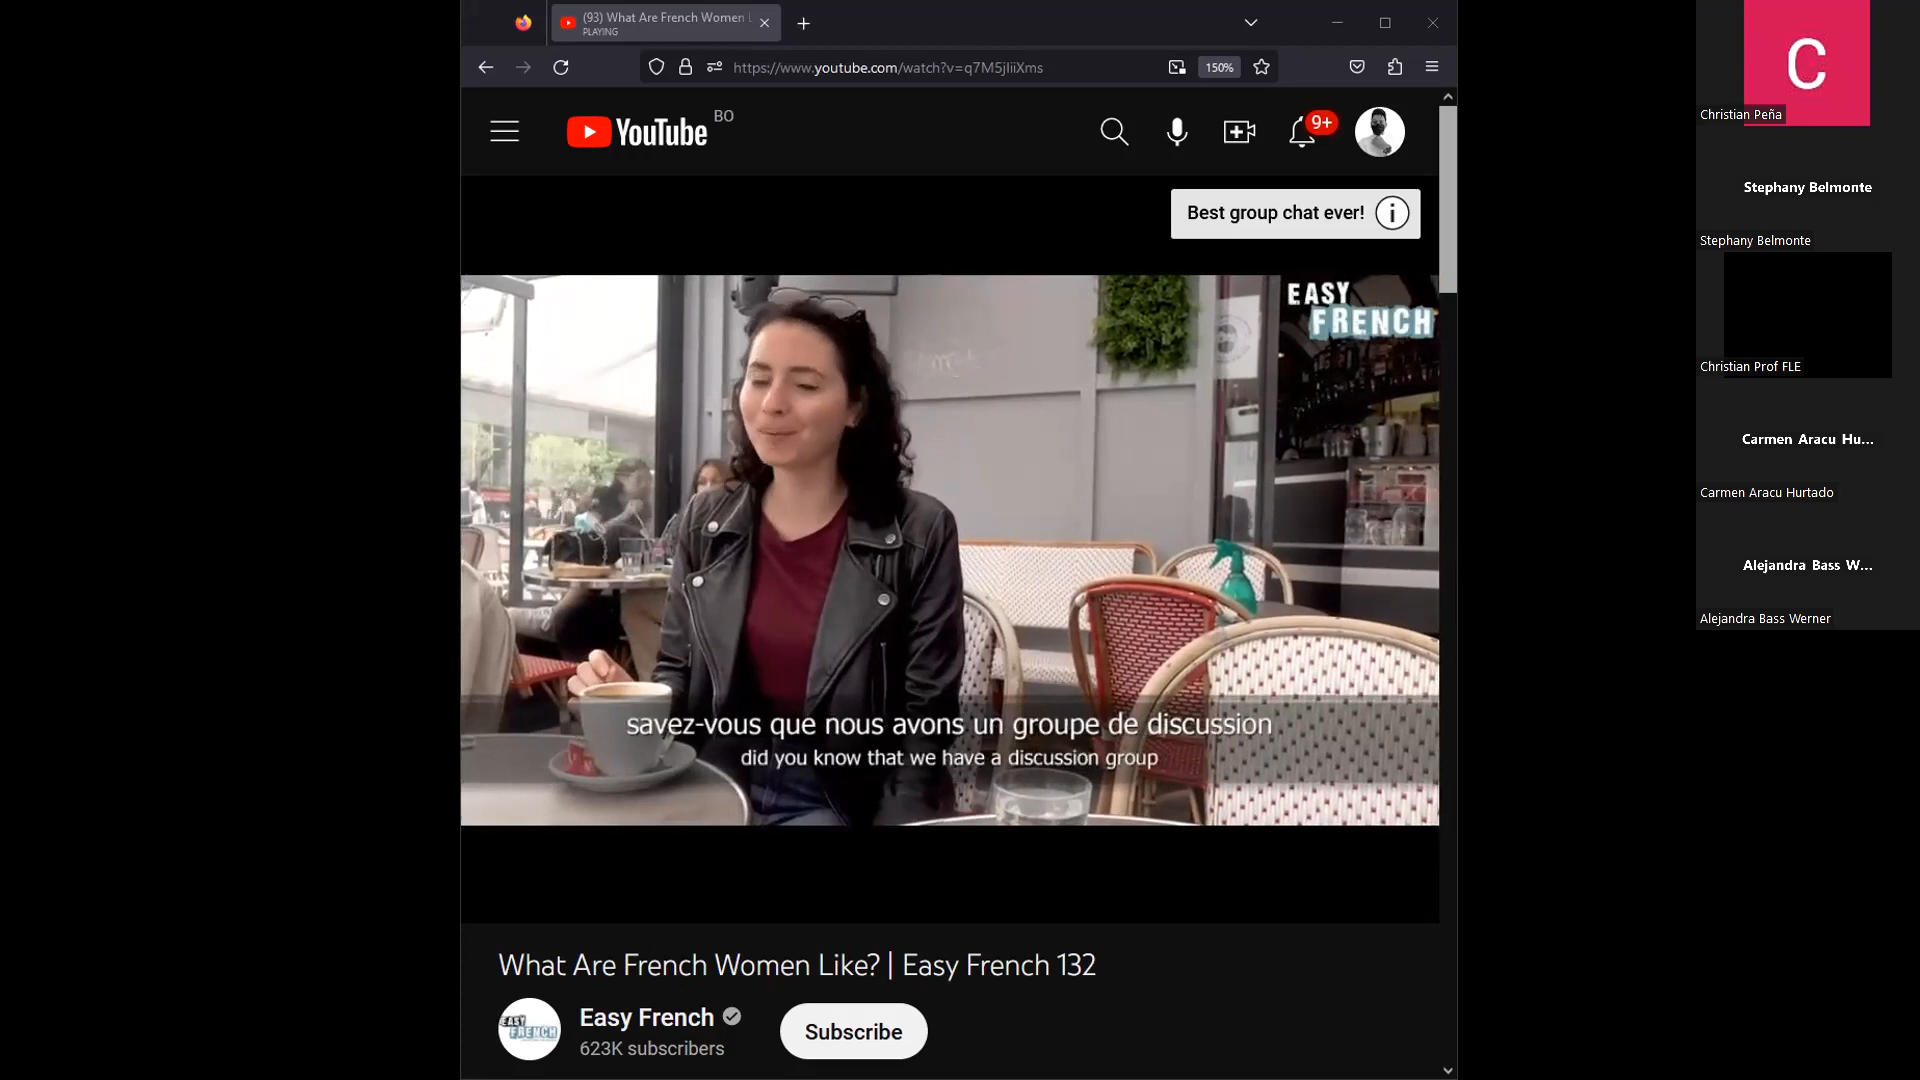 (93) What Are French Women L
PLAYING
https://www.youtube.com/watch?v=q7M5jIiiXms
150%
YouTube BO
9+
Best group chat ever!
EASY
FRENCH
savez-vous que nous avons un groupe de discussion
did you know that we have a discussion group
What Are French Women Like? | Easy French 132
EASY
FRENCH
Easy French
623K subscribers
Subscribe
C
Christian Peña
Stephany Belmonte
Stephany Belmonte
Christian Prof FLE
Carmen Aracu Hu...
Carmen Aracu Hurtado
Alejandra Bass W...
Alejandra Bass Werner